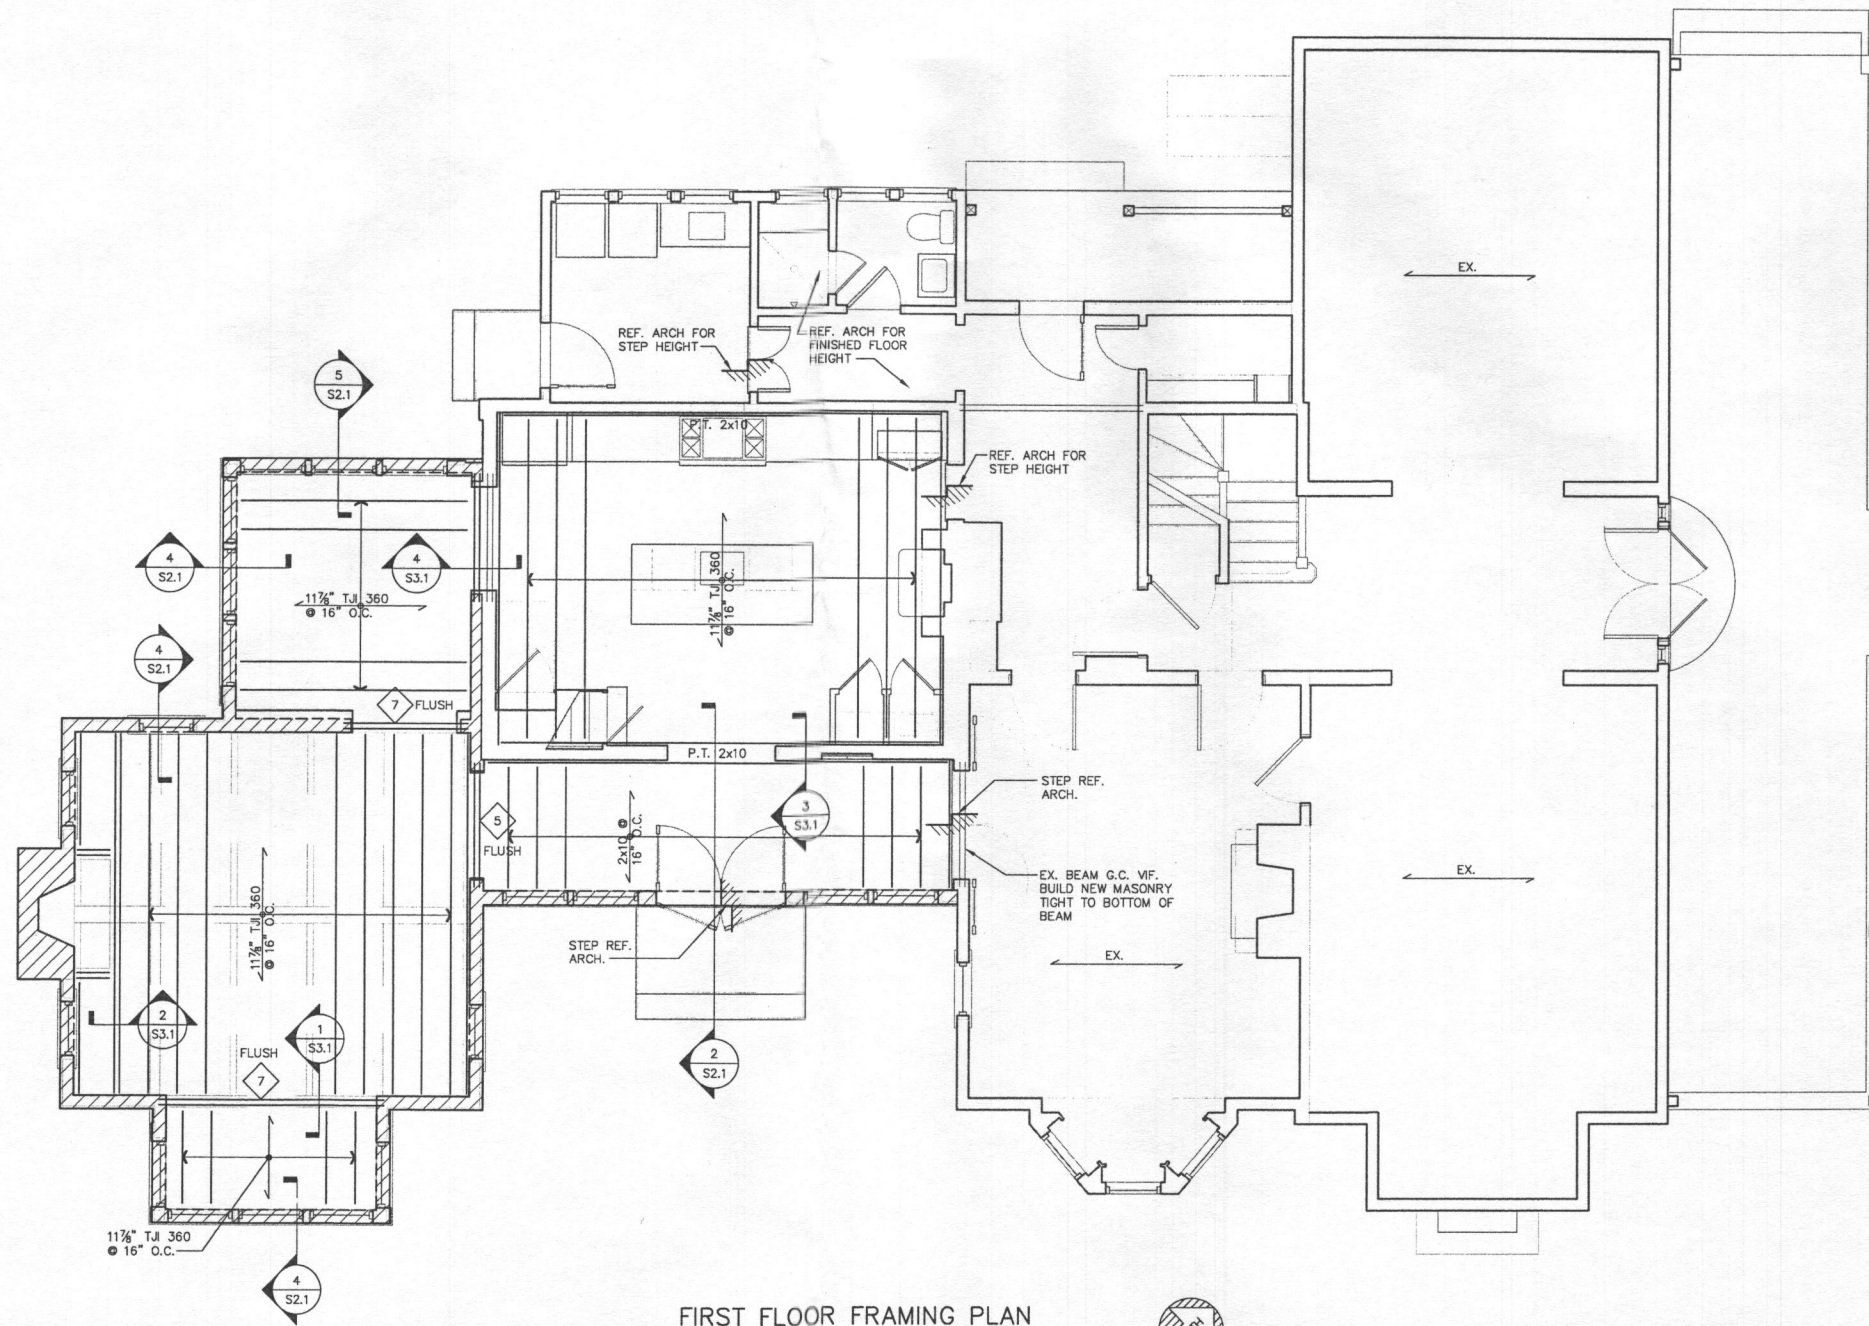 EX.
REF. ARCH FOR
STEP HEIGHT
REF. ARCH FOR
FINISHED FLOOR
HEIGHT
5
S2.1
P.T. 2x10
REF. ARCH FOR
STEP HEIGHT
4
S2.1
4
S3.1
11⅞" TJI 360
@ 16" O.C.
11⅞" TJI 360
@ 16" O.C.
4
S2.1
7
FLUSH
P.T. 2x10
STEP REF.
ARCH.
5
FLUSH
2x10 @
16" O.C.
3
S3.1
EX. BEAM G.C. VIF.
BUILD NEW MASONRY
TIGHT TO BOTTOM OF
BEAM
EX.
11⅞" TJI 360
@ 16" O.C.
STEP REF.
ARCH.
EX.
2
S3.1
1
S3.1
FLUSH
7
2
S2.1
11⅞" TJI 360
@ 16" O.C.
4
S2.1
FIRST FLOOR FRAMING PLAN